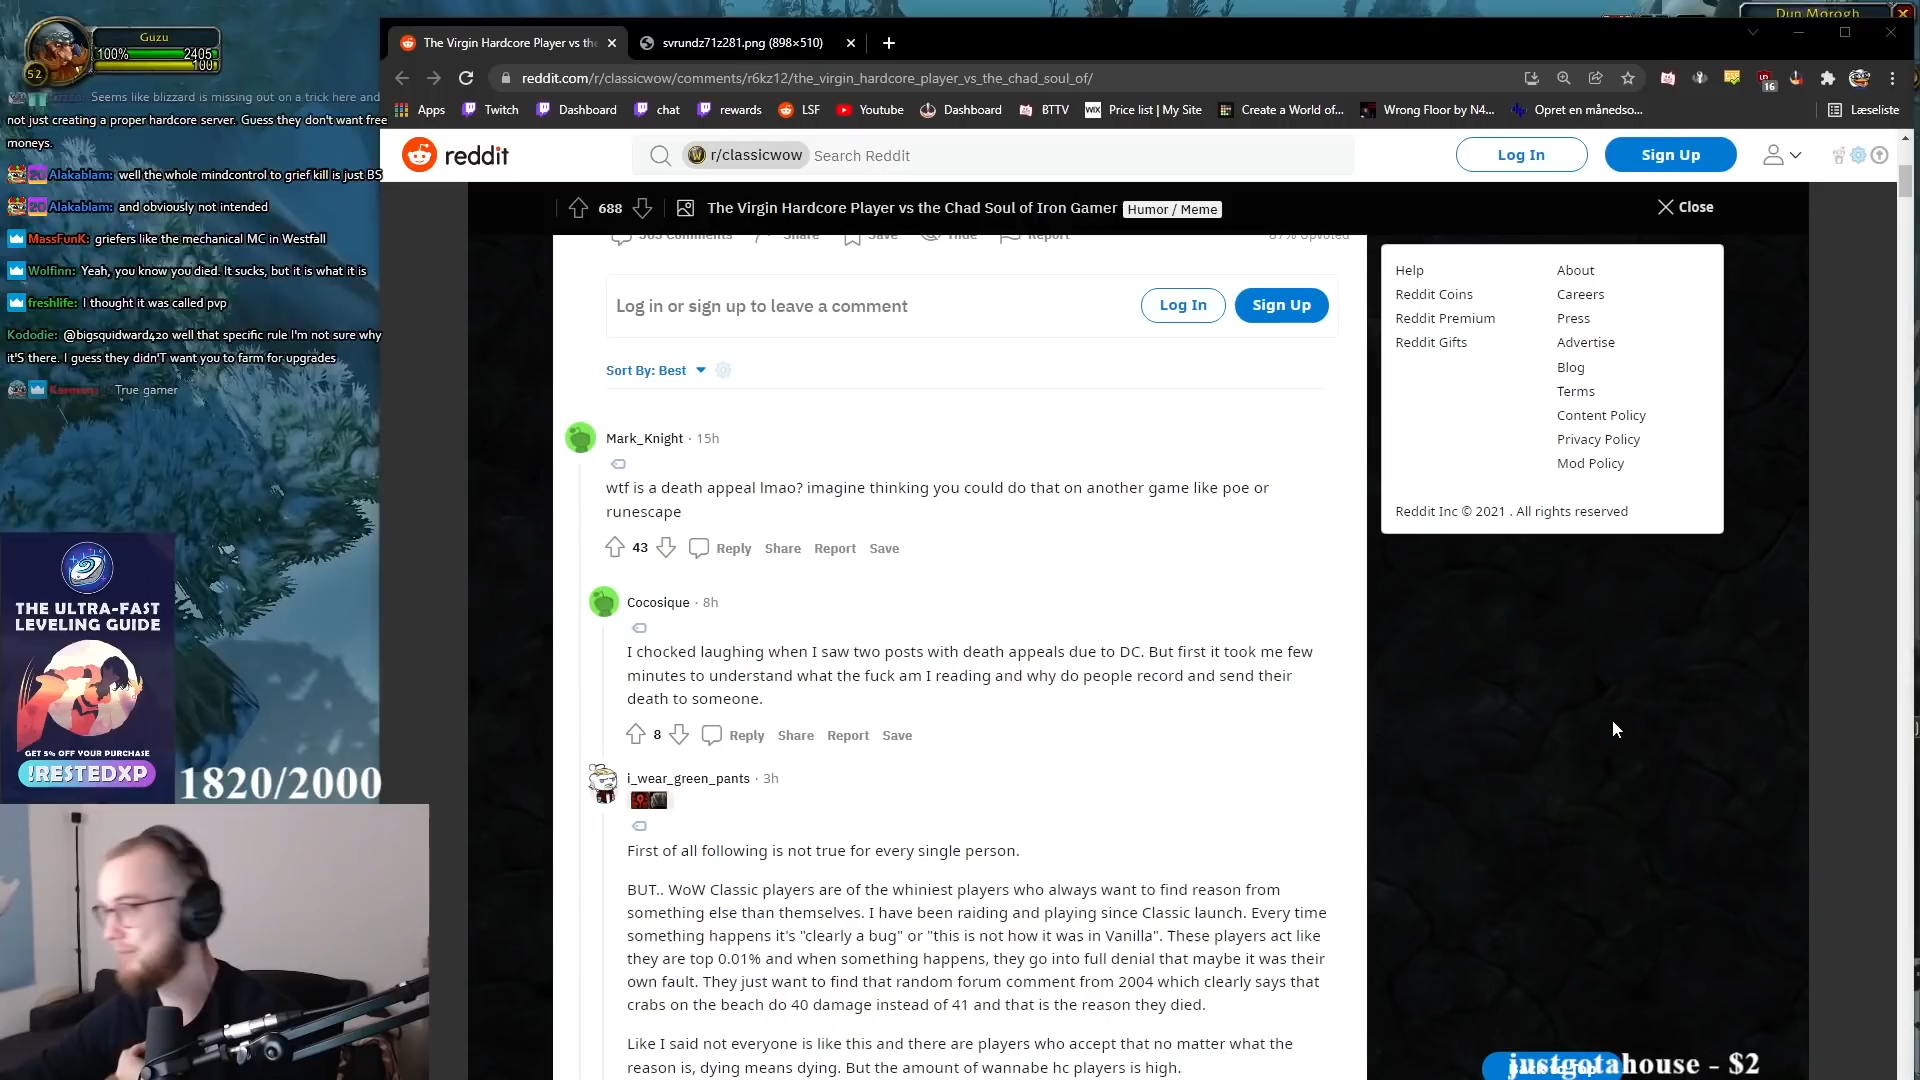 Guzu
100% 2405
100
52
Dun Morogh
Seems like blizzard is missing out on a trick here and
not just creating a proper hardcore server. Guess they don't want free
moneys.
Alakablam: well the whole mindcontrol to grief kill is just BS
Alakablam: and obviously not intended
MassFunK: griefers like the mechanical MC in Westfall
Wolfinn: Yeah, you know you died. It sucks, but it is what it is
freshlife: I thought it was called pvp
Kododie: @bigsquidward420 well that specific rule I'm not sure why
it'S there. I guess they didn'T want you to farm for upgrades
True gamer
THE ULTRA-FAST
LEVELING GUIDE
GET 5% OFF YOUR PURCHASE
!RESTEDXP
1820/2000
The Virgin Hardcore Player vs the
svrundz71z281.png (898×510)
reddit.com/r/classicwow/comments/r6kz12/the_virgin_hardcore_player_vs_the_chad_soul_of/
16
Apps
Twitch
Dashboard
chat
rewards
LSF
Youtube
Dashboard
BTTV
WIX Price list | My Site
Create a World of...
Wrong Floor by N4...
Opret en månedso...
Læseliste
reddit
r/classicwow Search Reddit
Log In
Sign Up
688
The Virgin Hardcore Player vs the Chad Soul of Iron Gamer
Humor / Meme
Close
Comments
Share
Save
Hide
Report
87% Upvoted
Log in or sign up to leave a comment
Log In
Sign Up
Sort By: Best
Mark_Knight · 15h
wtf is a death appeal lmao? imagine thinking you could do that on another game like poe or
runescape
43 Reply Share Report Save
Cocosique · 8h
I chocked laughing when I saw two posts with death appeals due to DC. But first it took me few
minutes to understand what the fuck am I reading and why do people record and send their
death to someone.
8 Reply Share Report Save
i_wear_green_pants · 3h
First of all following is not true for every single person.
BUT.. WoW Classic players are of the whiniest players who always want to find reason from
something else than themselves. I have been raiding and playing since Classic launch. Every time
something happens it's "clearly a bug" or "this is not how it was in Vanilla". These players act like
they are top 0.01% and when something happens, they go into full denial that maybe it was their
own fault. They just want to find that random forum comment from 2004 which clearly says that
crabs on the beach do 40 damage instead of 41 and that is the reason they died.
Like I said not everyone is like this and there are players who accept that no matter what the
reason is, dying means dying. But the amount of wannabe hc players is high.
Help
Reddit Coins
Reddit Premium
Reddit Gifts
About
Careers
Press
Advertise
Blog
Terms
Content Policy
Privacy Policy
Mod Policy
Reddit Inc © 2021 . All rights reserved
justgotahouse - $2